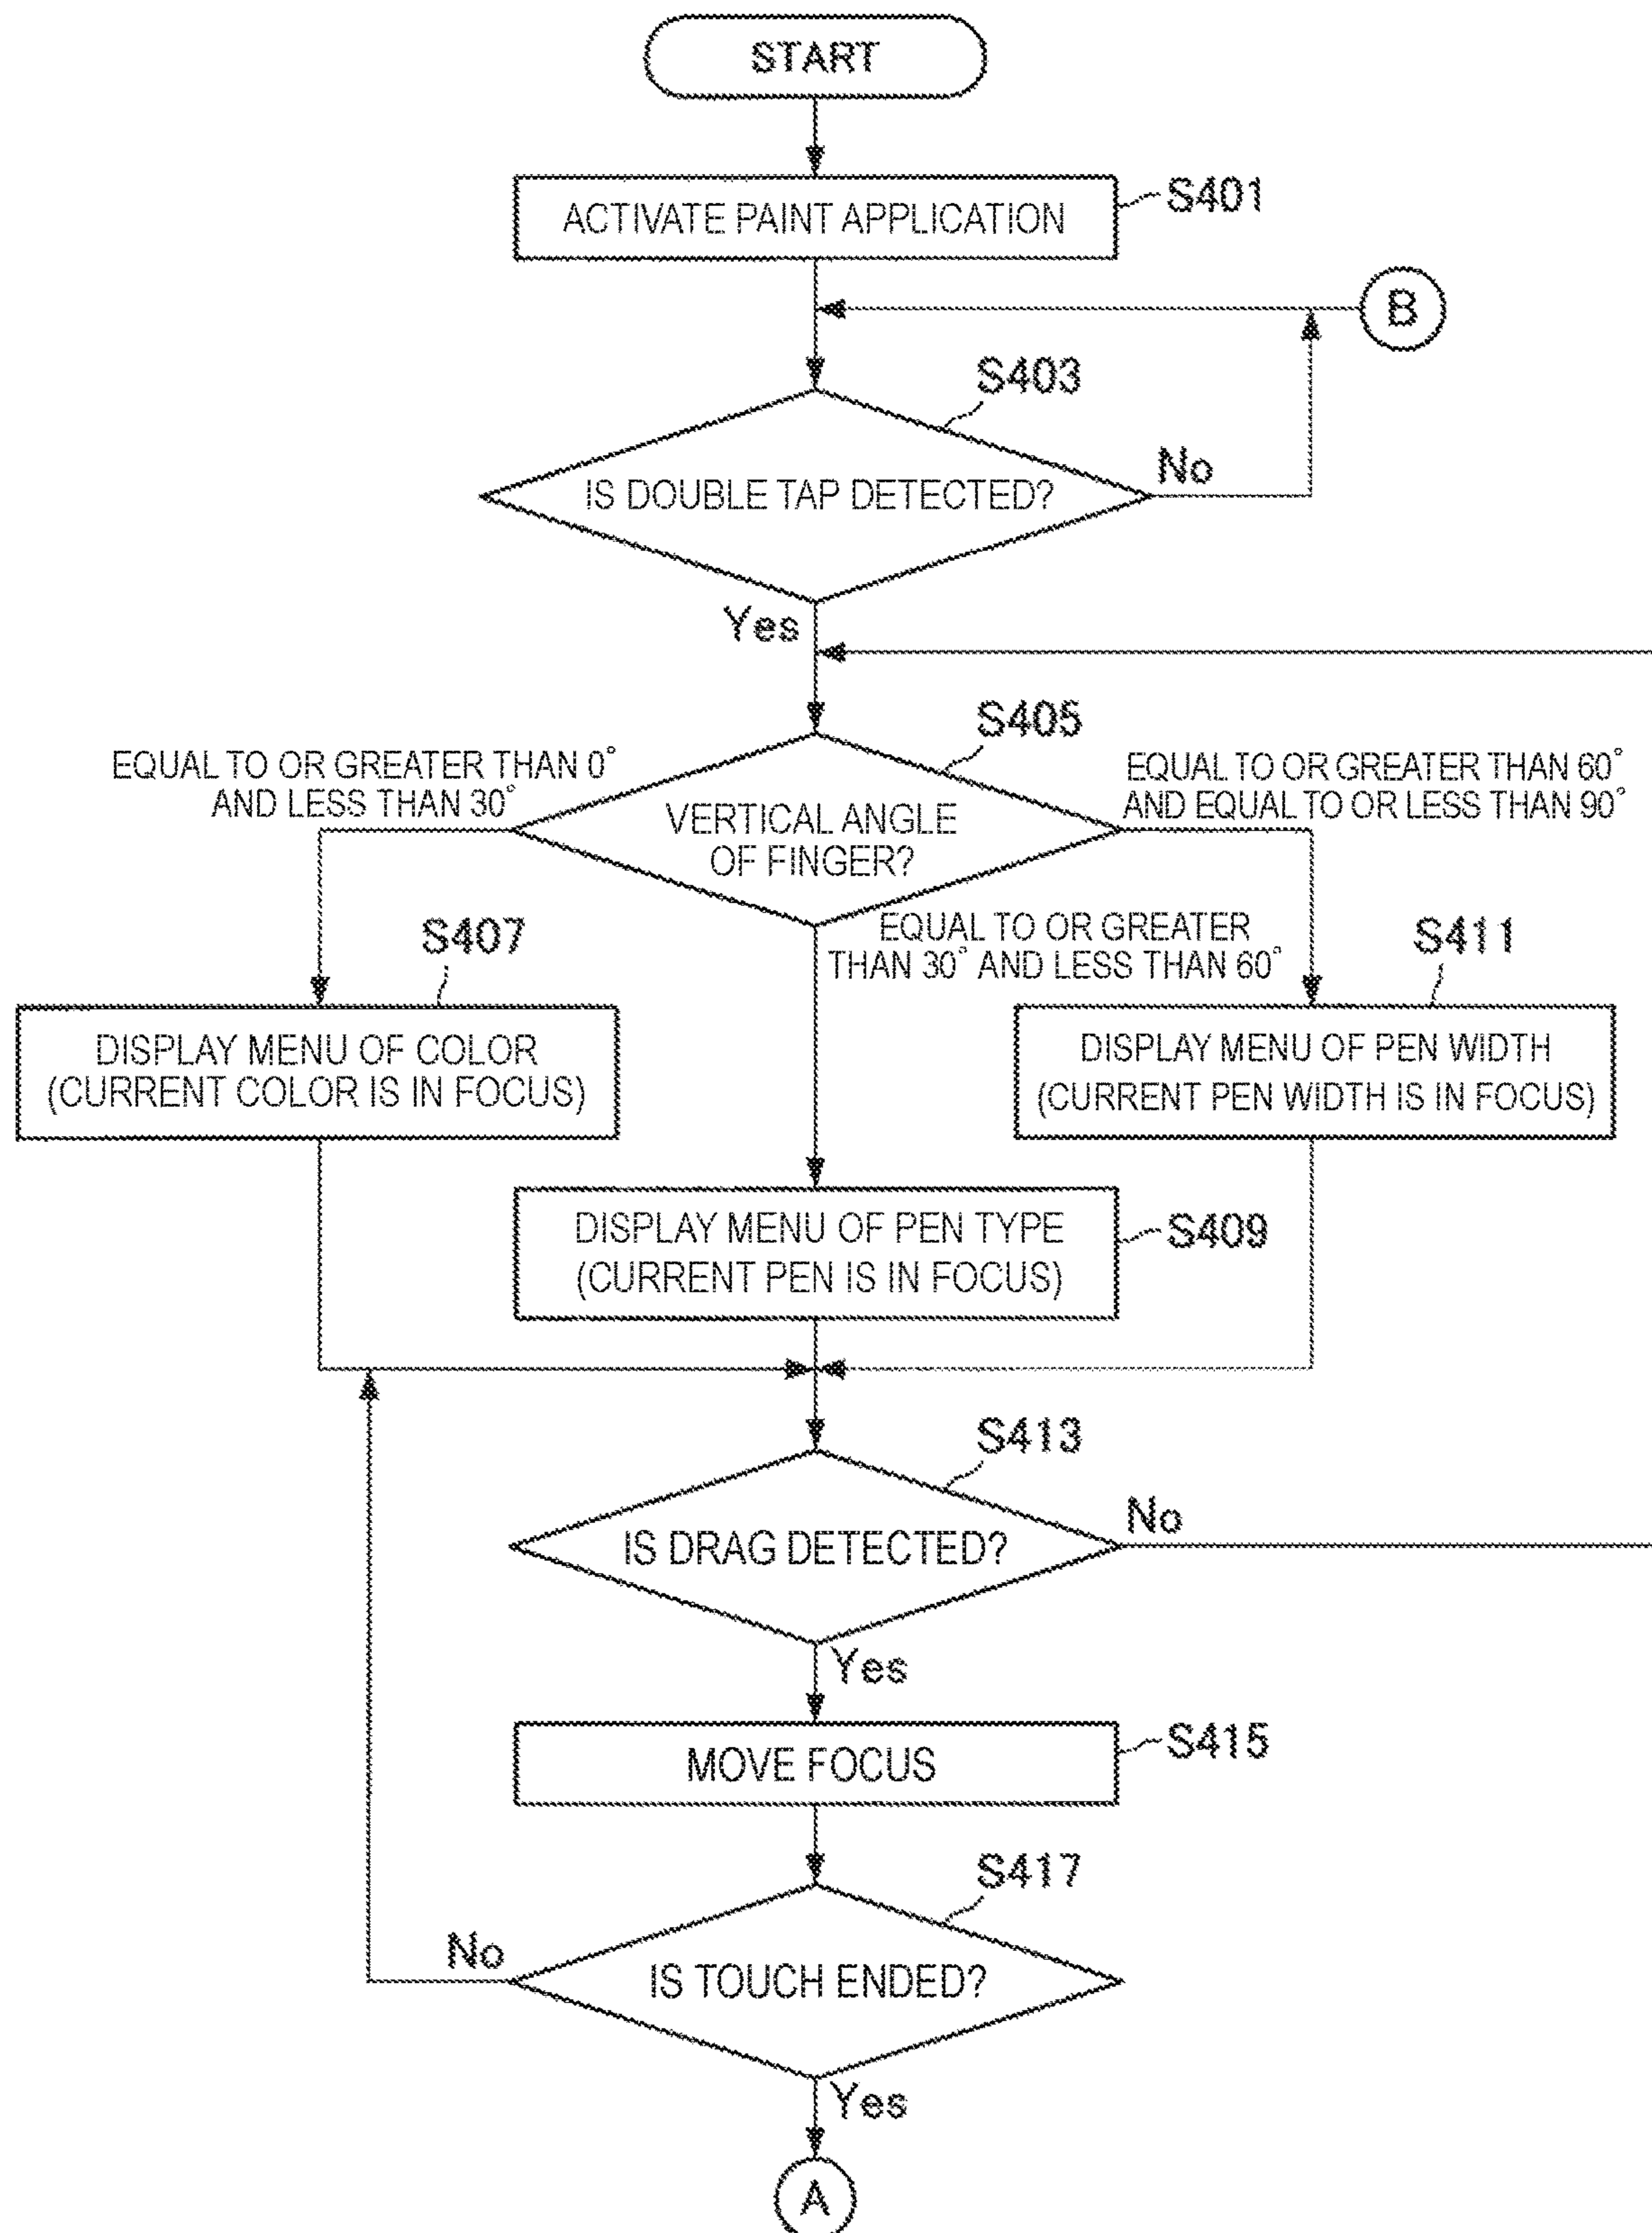 START
ACTIVATE PAINT APPLICATION
S401
B
S403
IS DOUBLE TAP DETECTED?
No
Yes
S405
EQUAL TO OR GREATER THAN 0°
AND LESS THAN 30°
VERTICAL ANGLE
OF FINGER?
EQUAL TO OR GREATER THAN 60°
AND EQUAL TO OR LESS THAN 90°
EQUAL TO OR GREATER
THAN 30° AND LESS THAN 60°
S407
DISPLAY MENU OF COLOR
(CURRENT COLOR IS IN FOCUS)
S411
DISPLAY MENU OF PEN WIDTH
(CURRENT PEN WIDTH IS IN FOCUS)
DISPLAY MENU OF PEN TYPE
(CURRENT PEN IS IN FOCUS)
S409
S413
IS DRAG DETECTED?
No
Yes
MOVE FOCUS
S415
S417
IS TOUCH ENDED?
No
Yes
A